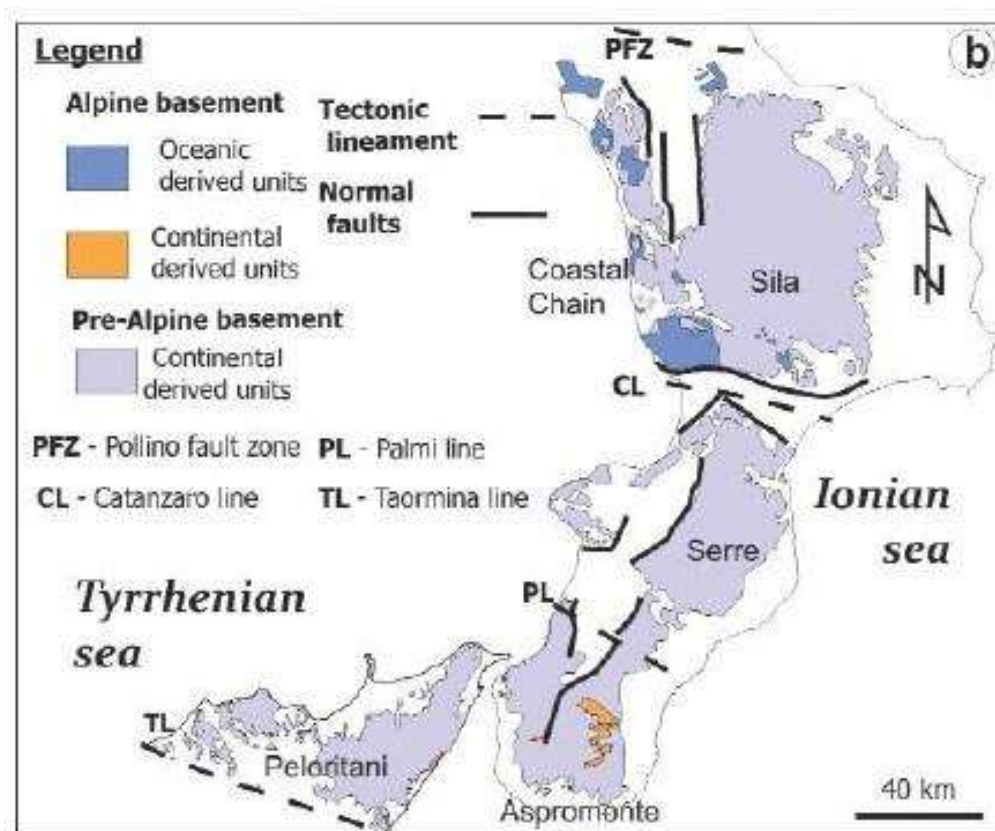 Legend
PFZ
b
Alpine basement
Oceanic
derived units
Continental
derived units
Pre-Alpine basement
Continental
derived units
Tectonic
lineament
Normal
faults
PFZ - Pollino fault zone
PL - Palmi line
CL - Catanzaro line
TL - Taormina line
Coastal
Chain
Sila
N
CL
Serre
Ionian
sea
Tyrrhenian
sea
PL
TL
Peloritani
Aspromonte
40 km